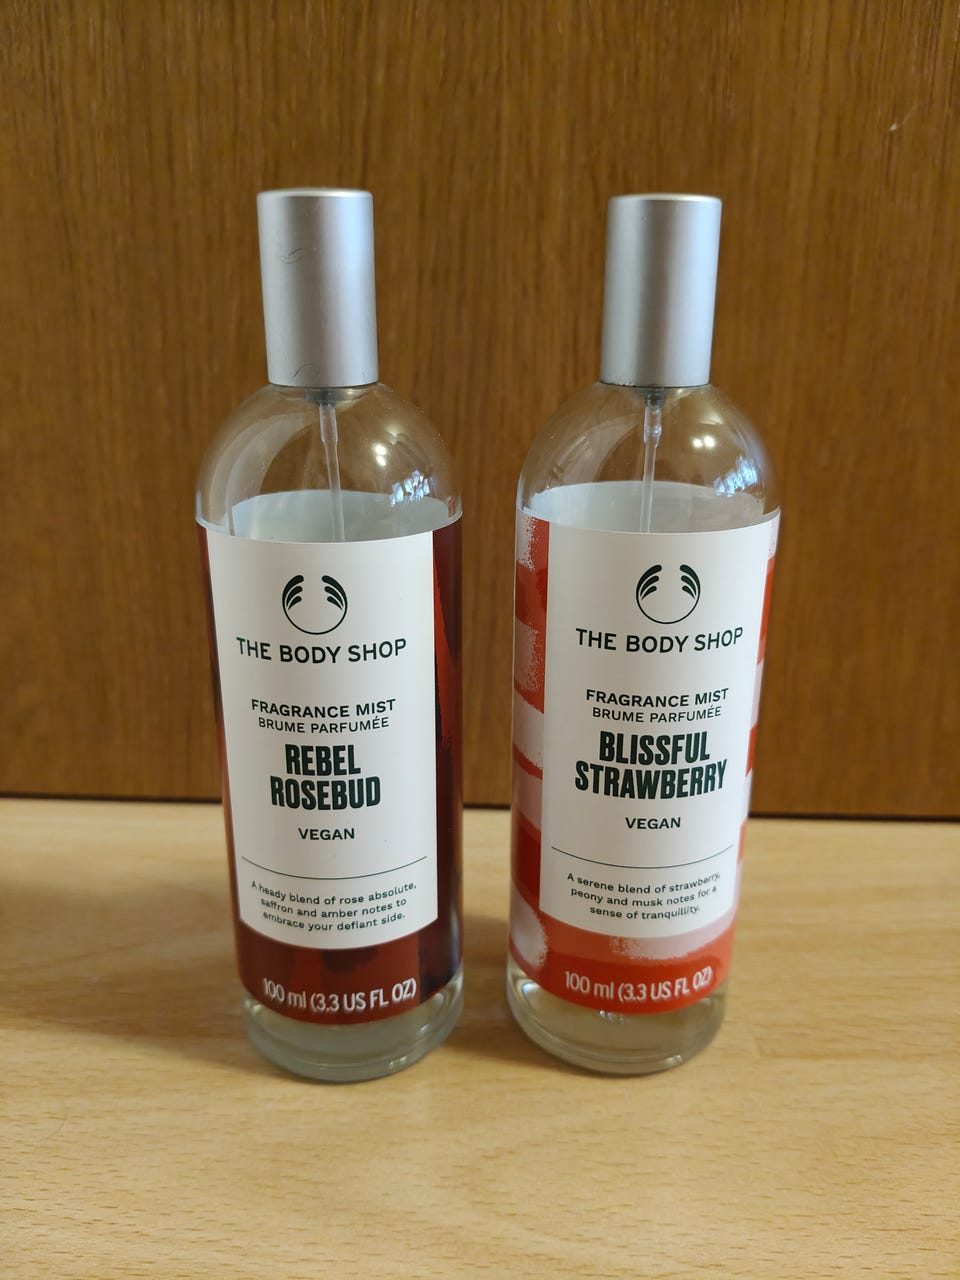 THE BODY SHOP
FRAGRANCE MIST
BRUME PARFUMÉE
REBEL
ROSEBUD
VEGAN
A heady blend of rose absolute,
saffron and amber notes to
embrace your defiant side.
100 ml (3.3 US FL OZ)
THE BODY SHOP
FRAGRANCE MIST
BRUME PARFUMÉE
BLISSFUL
STRAWBERRY
VEGAN
A serene blend of strawberry,
peony and musk notes for a
sense of tranquillity.
100 ml (3.3 US FL OZ)